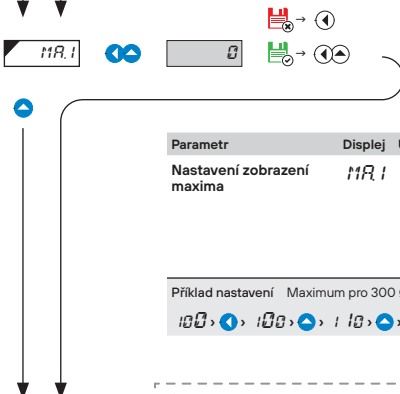 MA.1
0
Parametr Displej
Nastavení zobrazení MA.1
maxima
Příklad nastavení Maximum pro 300
100 › › 100 › › 110 ›